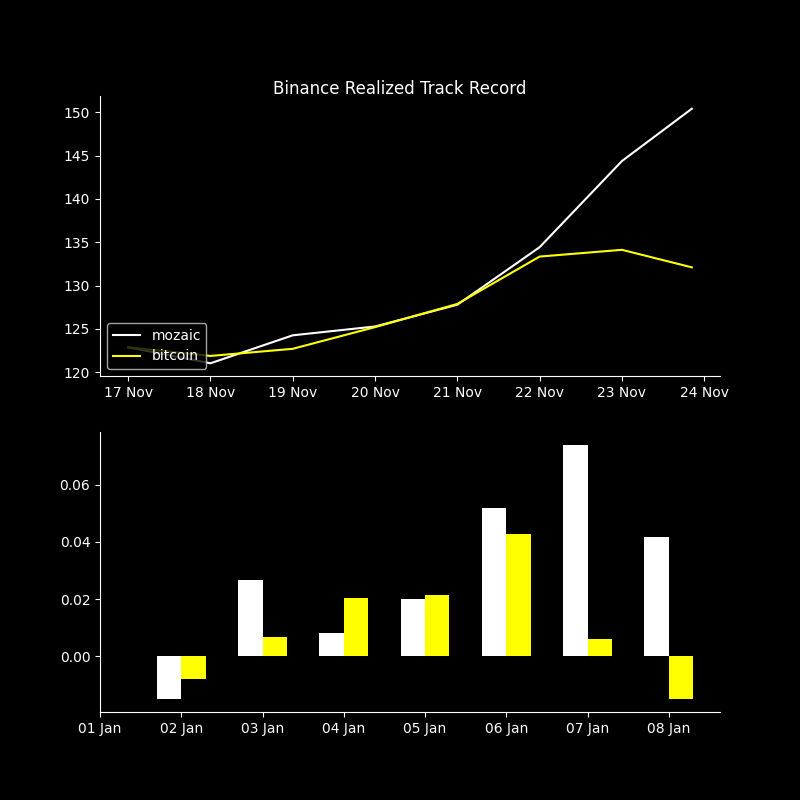 Binance Realized Track Record
150
145
140
135
130
125
120
mozaic
bitcoin
17 Nov 18 Nov 19 Nov 20 Nov 21 Nov 22 Nov 23 Nov 24 Nov
0.06
0.04
0.02
0.00
01 Jan 02 Jan 03 Jan 04 Jan 05 Jan 06 Jan 07 Jan 08 Jan